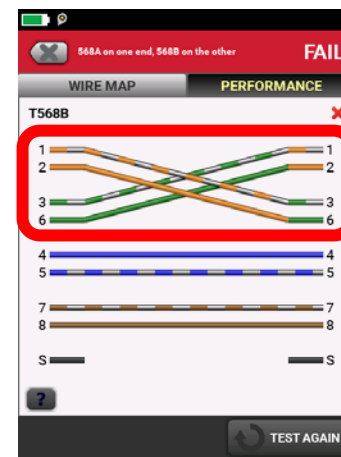 568A on one end, 568B on the other FAIL
WIRE MAP PERFORMANCE
T568B
1 1
2 2
3 3
6 6
4 4
5 5
7 7
8 8
S S
?
TEST AGAIN